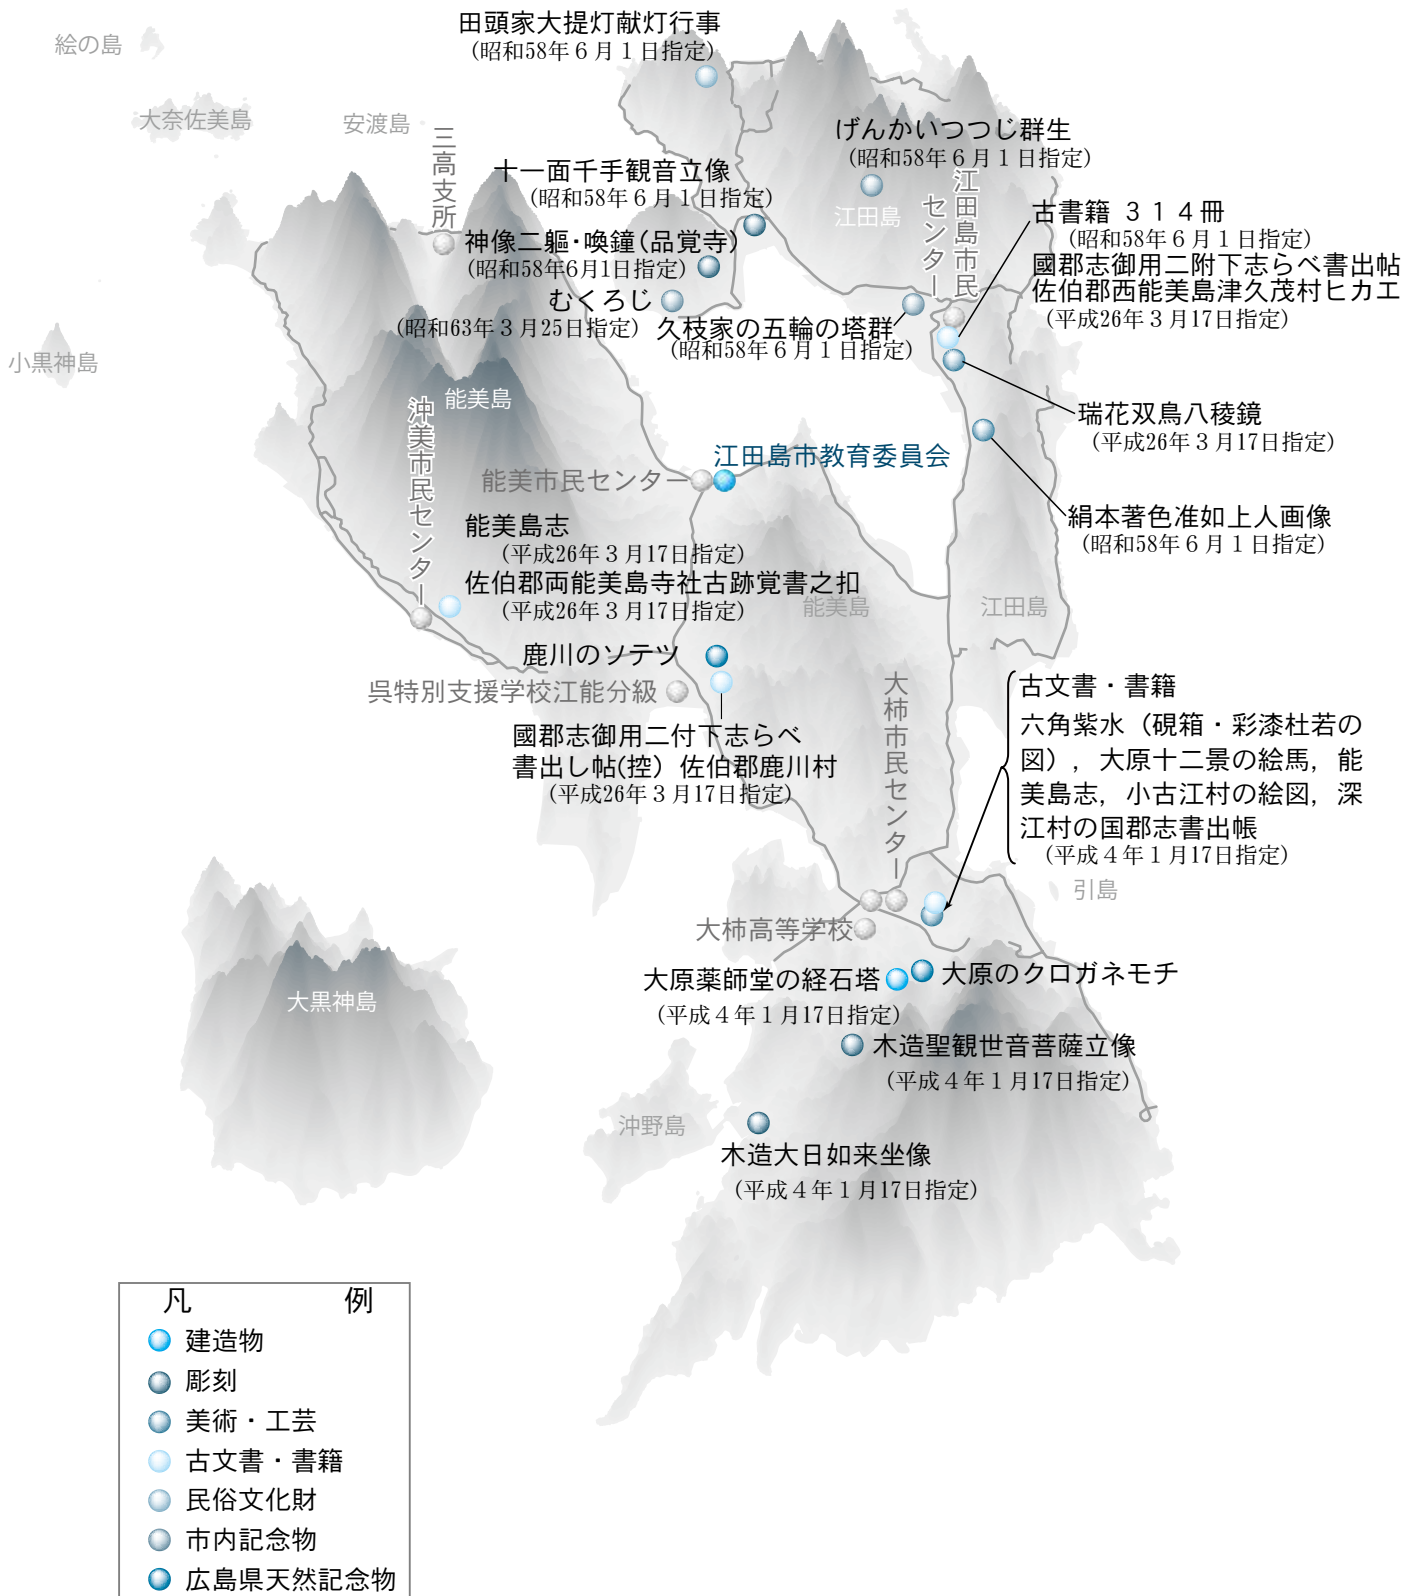 田頭家大提灯献灯行事
(昭和58年６月１日指定)
絵の島
大奈佐美島
安渡島
三高支所
げんかいつつじ群生
(昭和58年６月１日指定)
十一面千手観音立像
(昭和58年６月１日指定)
江田島
江田島市民
センター
古書籍 ３１４冊
(昭和58年６月１日指定)
國郡志御用二附下志らべ書出帖
佐伯郡西能美島津久茂村ヒカエ
(平成26年３月17日指定)
神像二軀・喚鐘(品覚寺)
(昭和58年6月1日指定)
むくろじ
(昭和63年３月25日指定)
久枝家の五輪の塔群
(昭和58年６月１日指定)
小黒神島
能美島
沖美市民センター
瑞花双鳥八稜鏡
(平成26年３月17日指定)
江田島市教育委員会
能美市民センター
絹本著色准如上人画像
(昭和58年６月１日指定)
能美島志
(平成26年３月17日指定)
佐伯郡両能美島寺社古跡覚書之扣
(平成26年３月17日指定)
能美島
江田島
鹿川のソテツ
呉特別支援学校江能分級
國郡志御用二付下志らべ
書出し帖(控）佐伯郡鹿川村
(平成26年３月17日指定)
大柿市民センター
古文書・書籍
六角紫水（硯箱・彩漆杜若の
図），大原十二景の絵馬，能
美島志，小古江村の絵図，深
江村の国郡志書出帳
(平成４年１月17日指定)
引島
大柿高等学校
大原薬師堂の経石塔
(平成４年１月17日指定)
大原のクロガネモチ
大黒神島
木造聖観世音菩薩立像
(平成４年１月17日指定)
沖野島
木造大日如来坐像
(平成４年１月17日指定)
凡 例
建造物
彫刻
美術・工芸
古文書・書籍
民俗文化財
市内記念物
広島県天然記念物